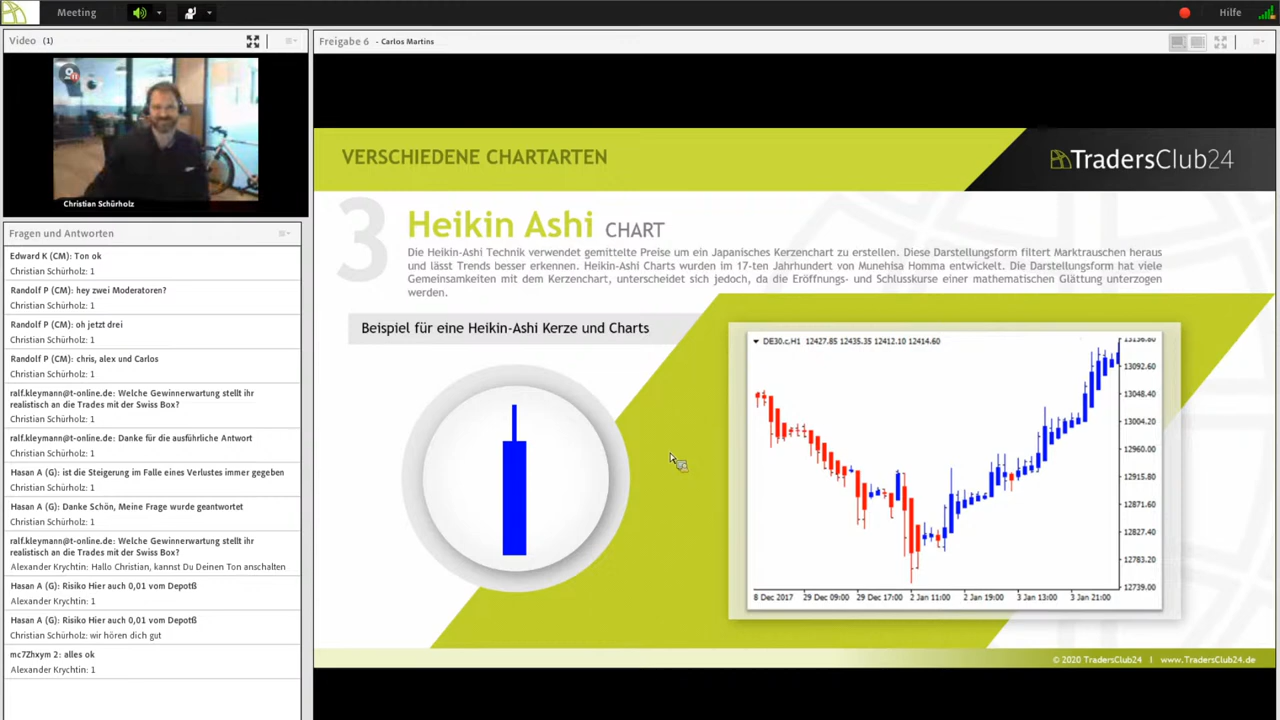 Meeting
Hilfe
Video (1)
Christian Schürholz
Fragen und Antworten
Edward K (CM): Ton ok
Christian Schürholz: 1
Randolf P (CM): hey zwei Moderatoren?
Christian Schürholz: 1
Randolf P (CM): oh jetzt drei
Christian Schürholz: 1
Randolf P (CM): chris, alex und Carlos
Christian Schürholz: 1
ralf.kleymann@t-online.de: Welche Gewinnerwartung stellt ihr
realistisch an die Trades mit der Swiss Box?
Christian Schürholz: 1
ralf.kleymann@t-online.de: Danke für die ausführliche Antwort
Christian Schürholz: 1
Hasan A (G): ist die Steigerung im Falle eines Verlustes immer gegeben
Christian Schürholz: 1
Hasan A (G): Danke Schön, Meine Frage wurde geantwortet
Christian Schürholz: 1
ralf.kleymann@t-online.de: Welche Gewinnerwartung stellt ihr
realistisch an die Trades mit der Swiss Box?
Alexander Krychtin: Hallo Christian, kannst Du Deinen Ton anschalten
Hasan A (G): Risiko Hier auch 0,01 vom Depotß
Alexander Krychtin: 1
Hasan A (G): Risiko Hier auch 0,01 vom Depotß
Christian Schürholz: wir hören dich gut
mc7Zhxym 2: alles ok
Alexander Krychtin: 1
Freigabe 6 - Carlos Martins
VERSCHIEDENE CHARTARTEN
TradersClub24
3
Heikin Ashi CHART
Die Heikin-Ashi Technik verwendet gemittelte Preise um ein Japanisches Kerzenchart zu erstellen. Diese Darstellungsform filtert Marktrauschen heraus
und lässt Trends besser erkennen. Heikin-Ashi Charts wurden im 17-ten Jahrhundert von Munehisa Homma entwickelt. Die Darstellungsform hat viele
Gemeinsamkeiten mit dem Kerzenchart, unterscheidet sich jedoch, da die Eröffnungs- und Schlusskurse einer mathematischen Glättung unterzogen
werden.
Beispiel für eine Heikin-Ashi Kerze und Charts
DE30.c,H1 12427.85 12435.35 12412.10 12414.60
13136.60
13092.60
13048.40
13004.20
12960.00
12915.80
12827.40
12783.20
12739.00
8 Dec 2017 29 Dec 09:00 29 Dec 17:00 2 Jan 11:00 2 Jan 19:00 3 Jan 13:00 3 Jan 21:00
© 2020 TradersClub24 | www.TradersClub24.de